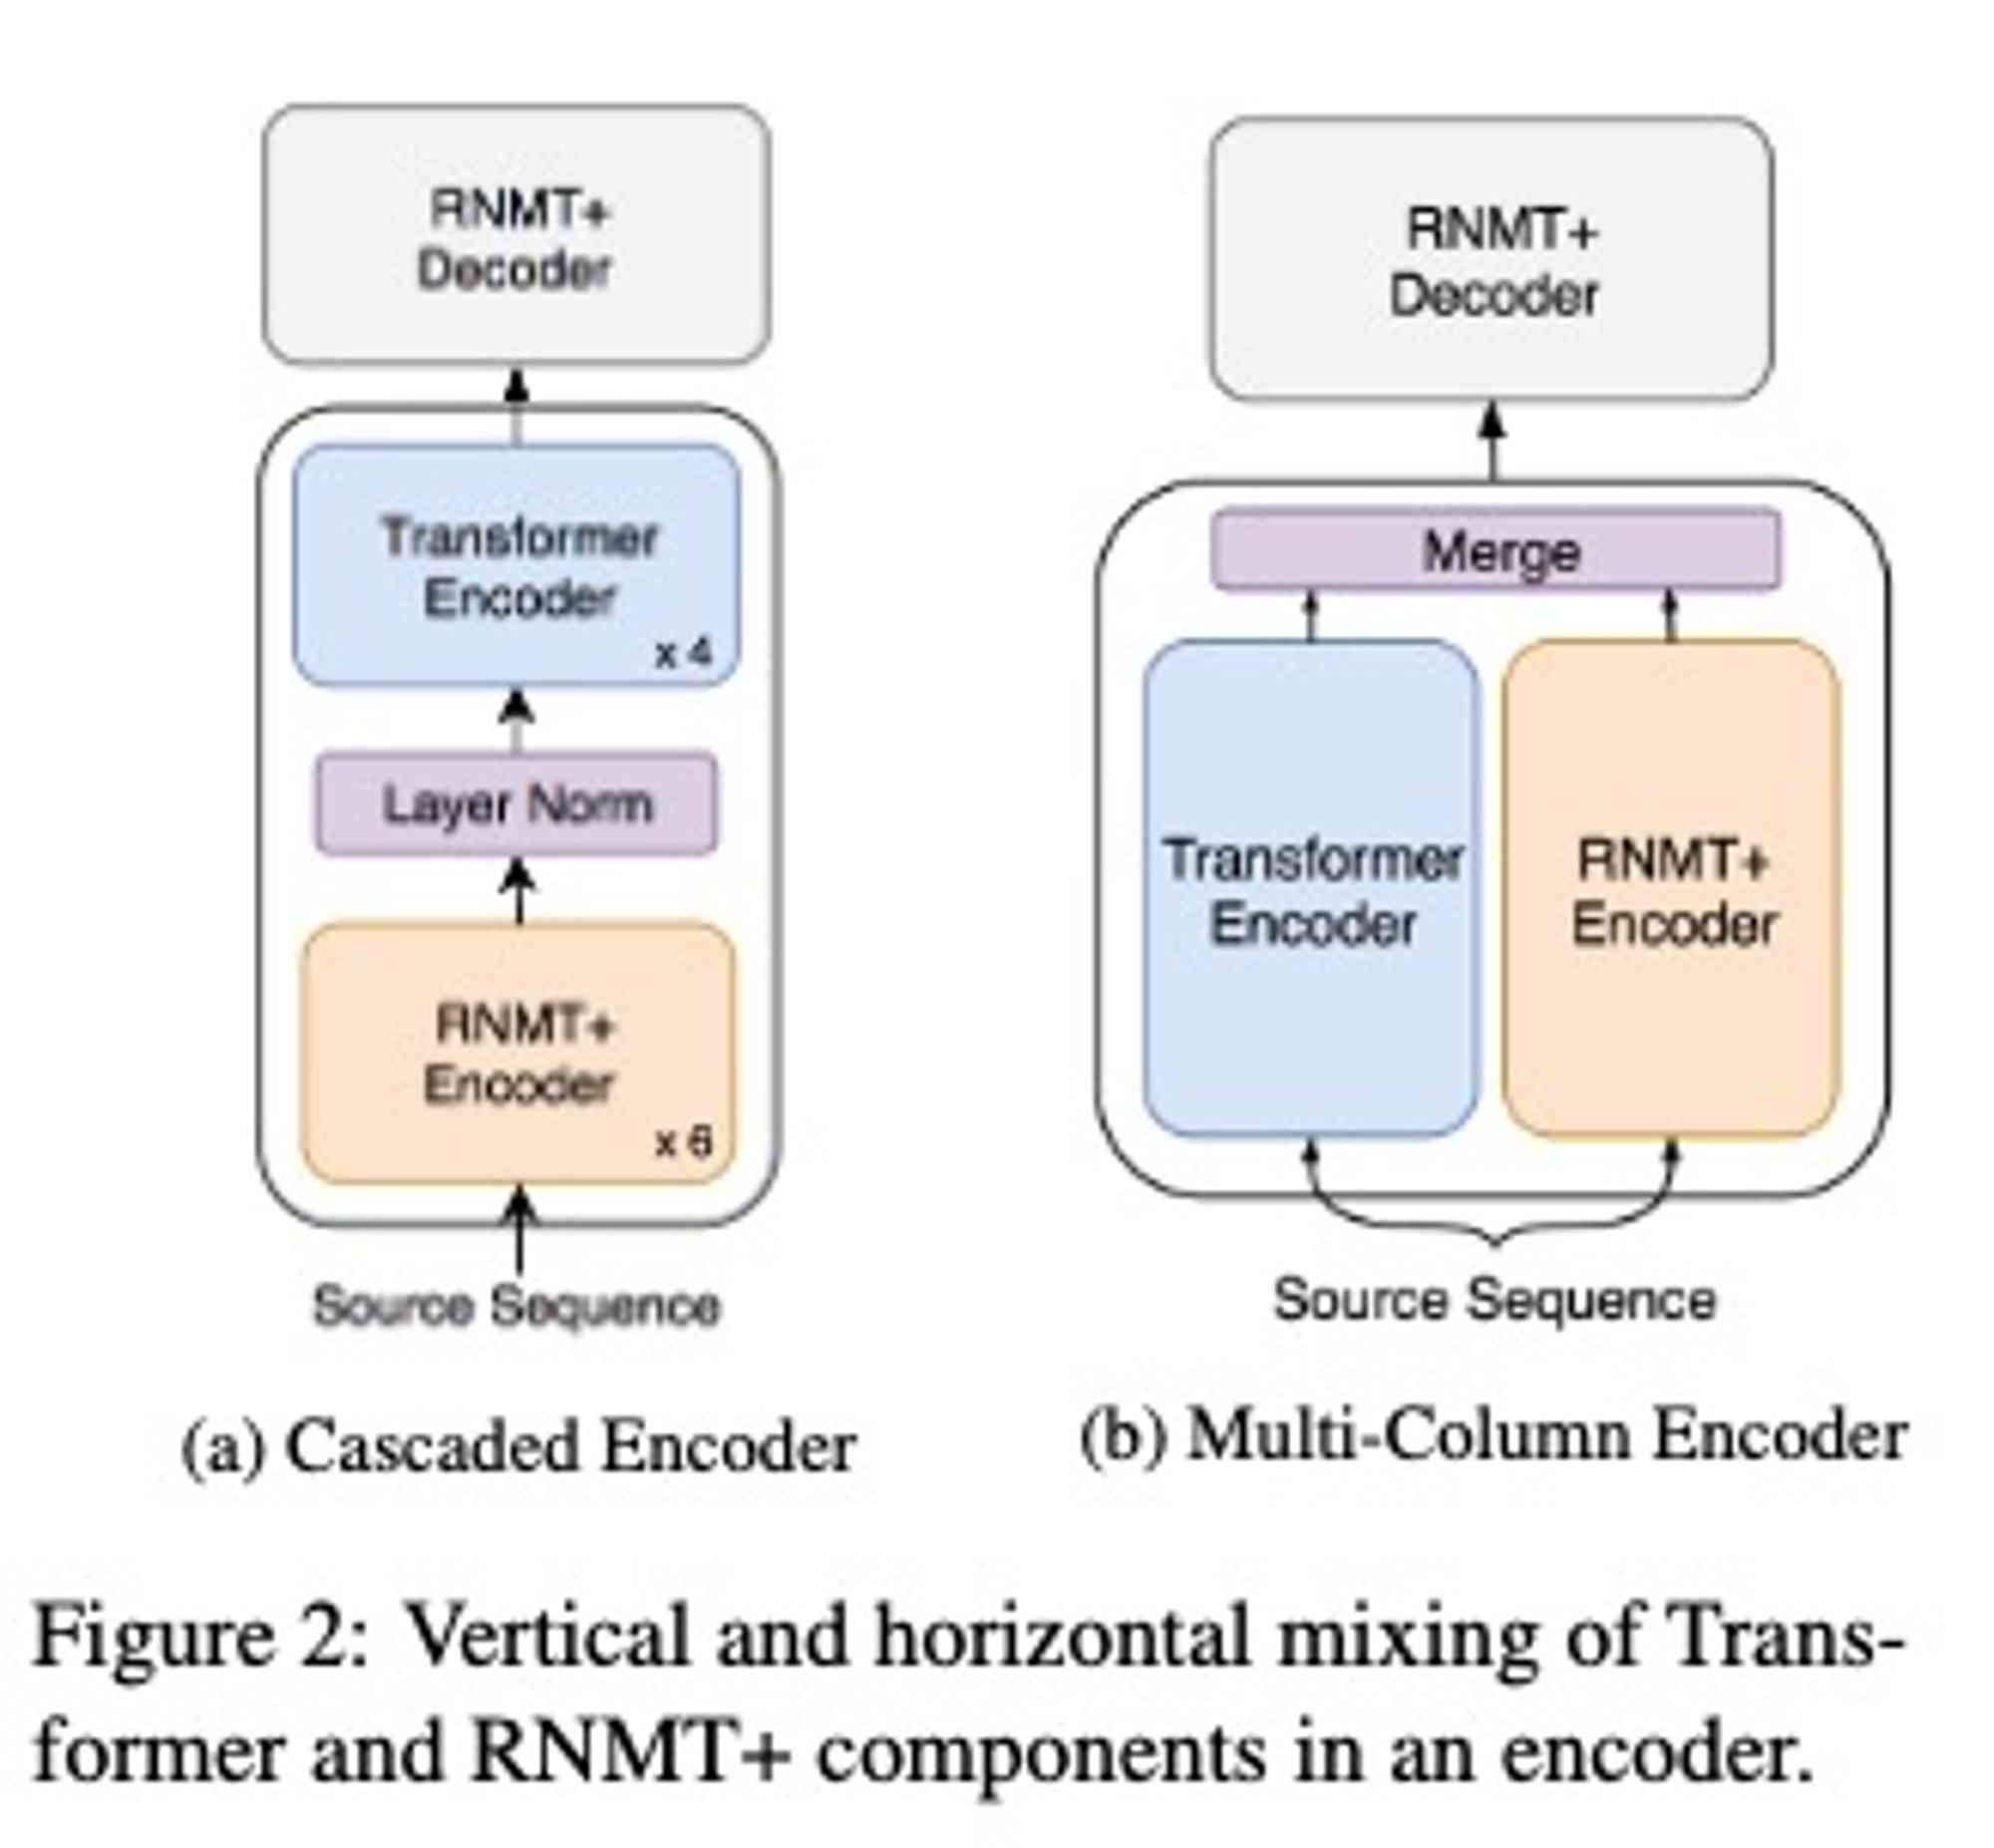 RNMT+
Decoder
Transformer
Encoder
x 4
Layer Norm
RNMT+
Encoder
x 6
Source Sequence
(a) Cascaded Encoder
RNMT+
Decoder
Merge
Transformer
Encoder
RNMT+
Encoder
Source Sequence
(b) Multi-Column Encoder
Figure 2: Vertical and horizontal mixing of Trans-
former and RNMT+ components in an encoder.